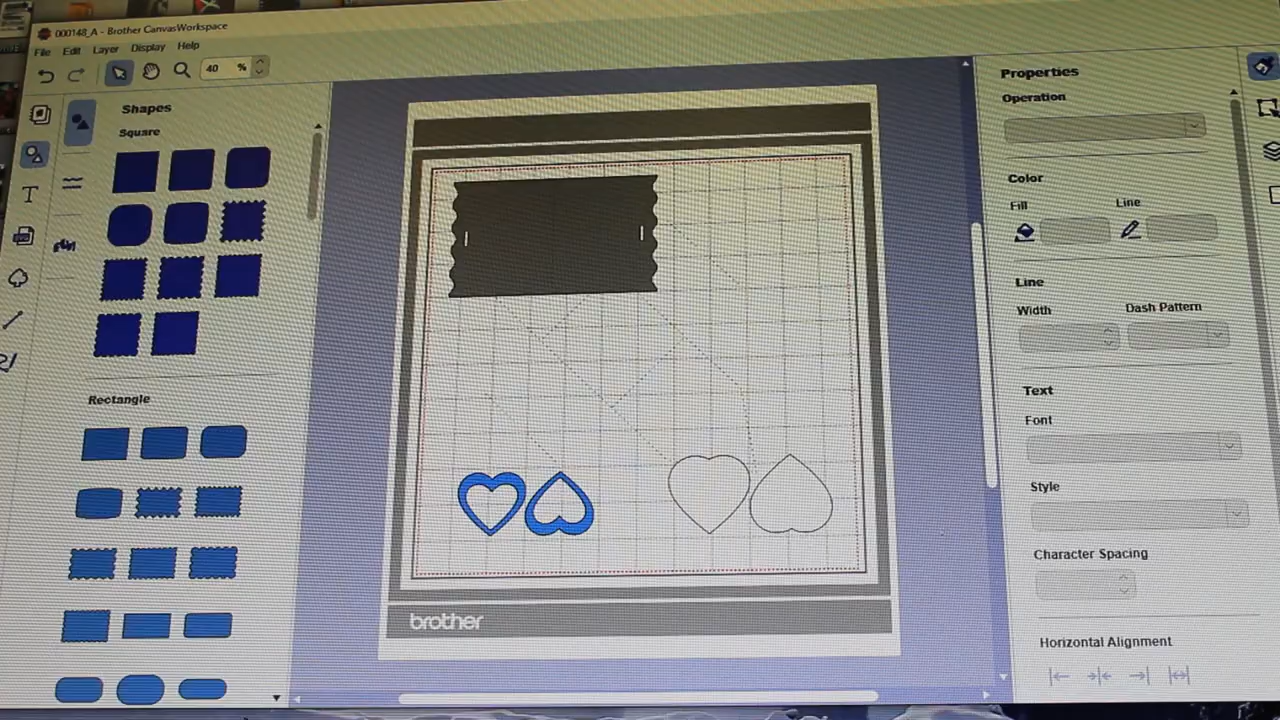 000148_A - Brother CanvasWorkspace
File Edit Layer Display Help
40 %
Shapes
Square
Rectangle
T
brother
Properties
Operation
Color
Fill
Line
Line
Width
Dash Pattern
Text
Font
Style
Character Spacing
Horizontal Alignment